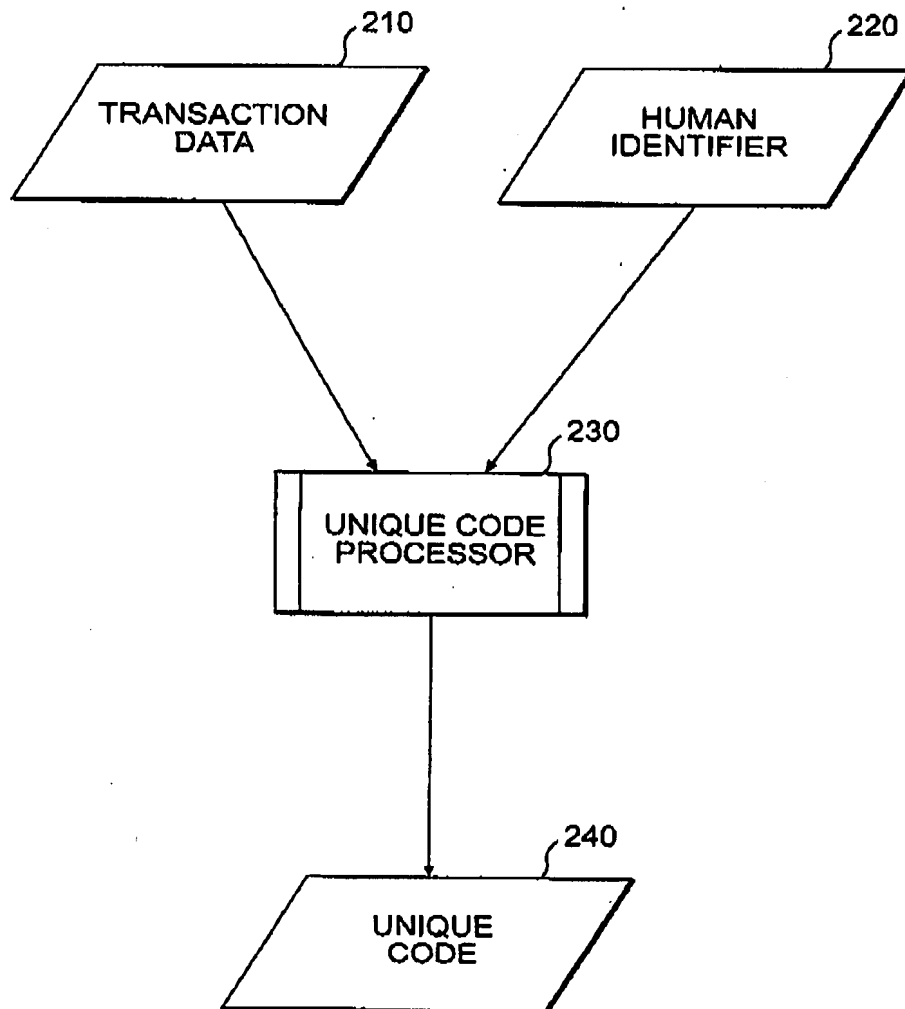 210
220
TRANSACTION
DATA
HUMAN
IDENTIFIER
230
UNIQUE CODE
PROCESSOR
240
UNIQUE
CODE